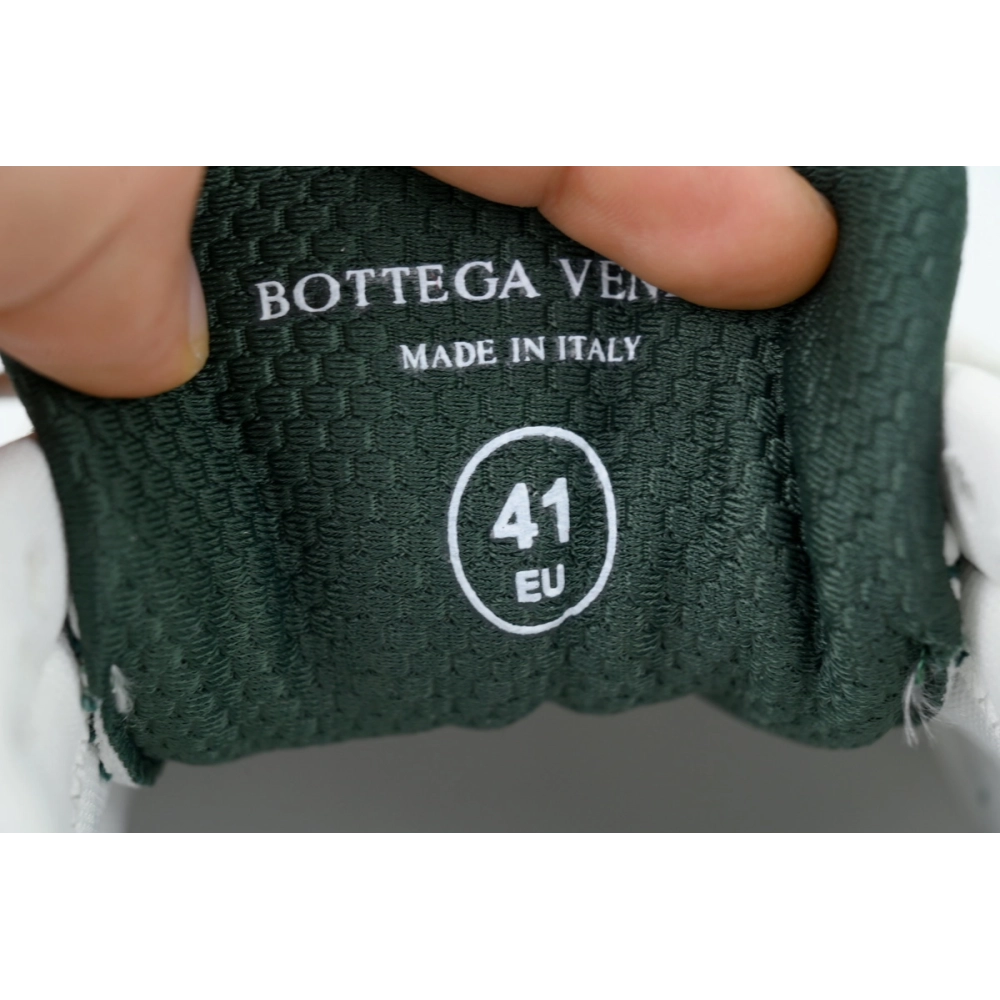 BOTTEGA VEN
MADE IN ITALY
41
EU